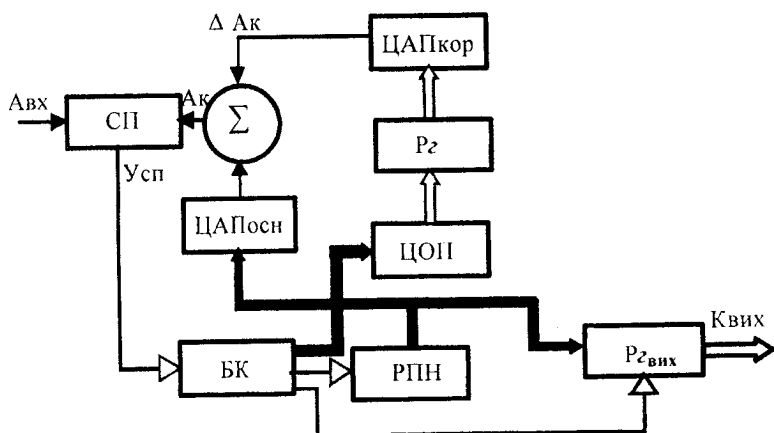 Δ Ак
ЦАПкор
Авх
СП
Ак
Σ
Рг
Усп
ЦАПосн
ЦОП
Квих
БК
РПН
Ргвих